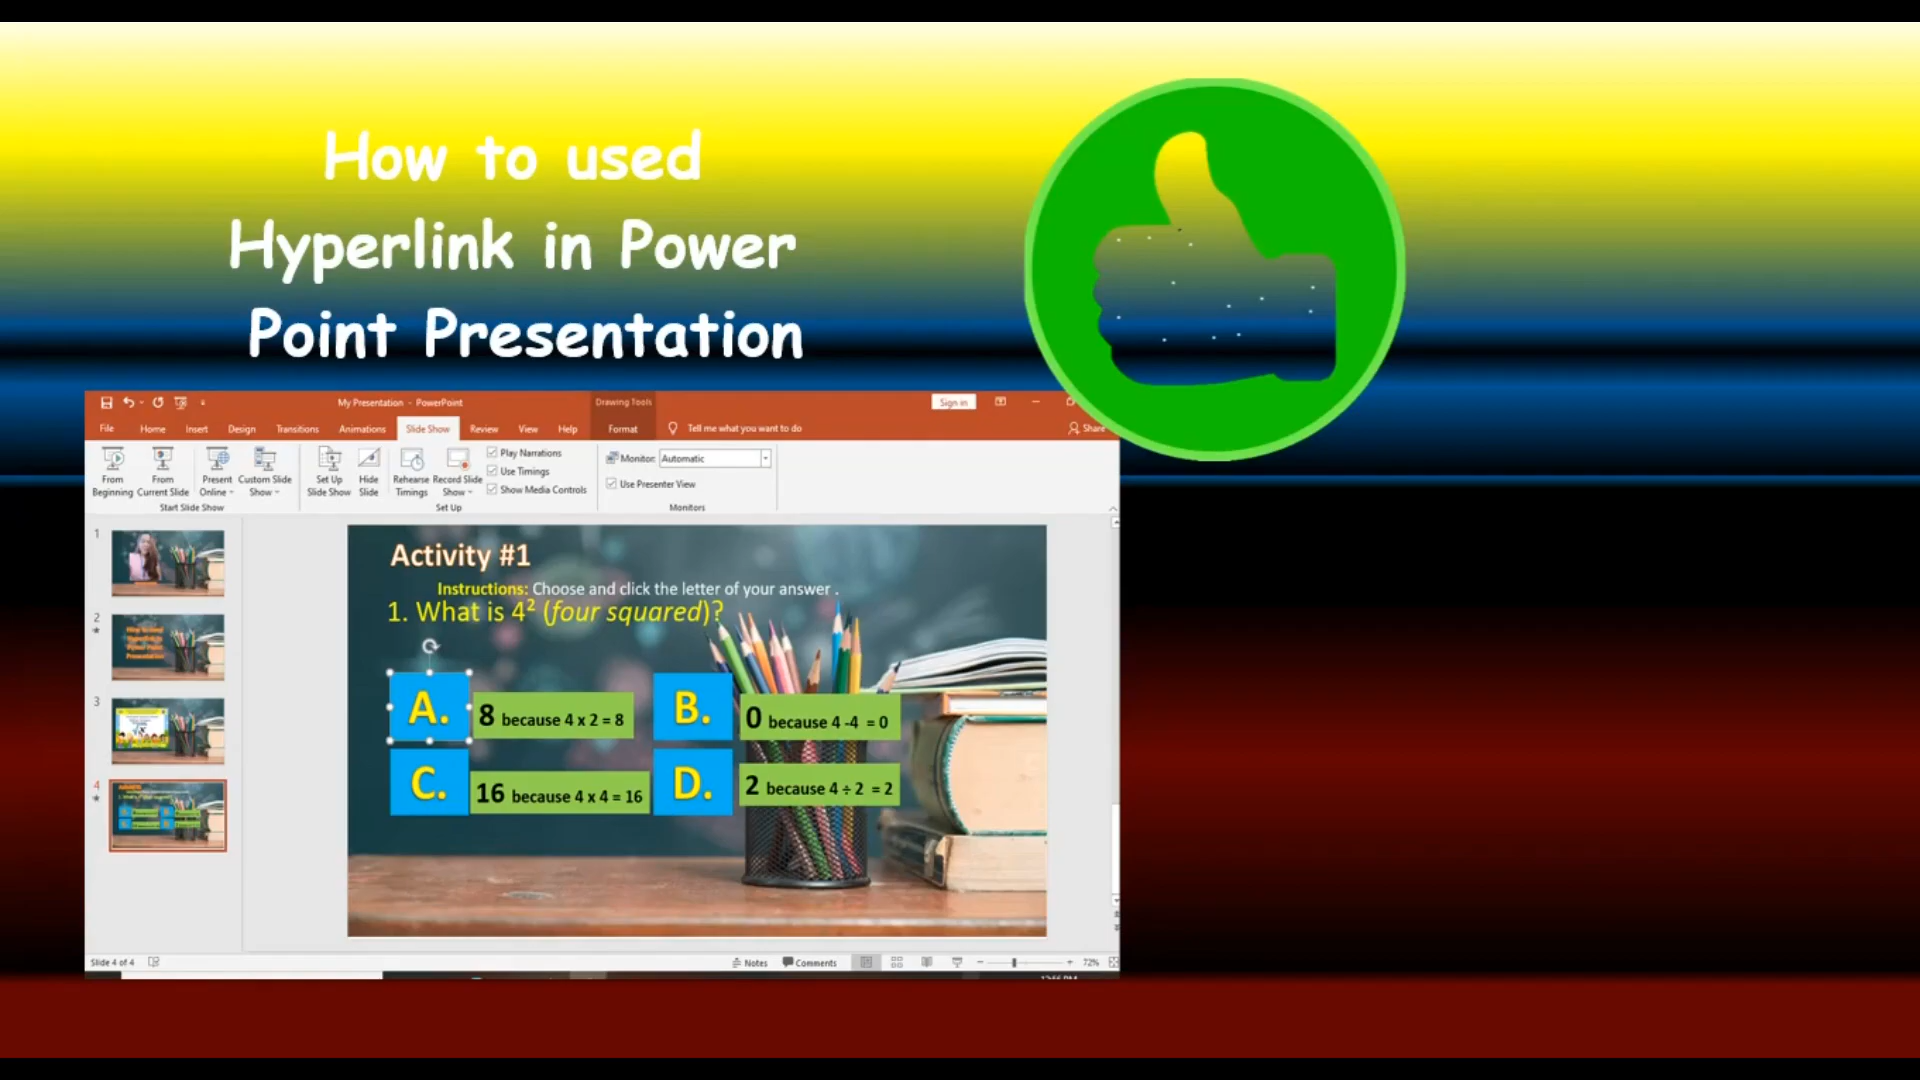 How to used
Hyperlink in Power
Point Presentation
My Presentation - PowerPoint
Drawing Tools
Sign in
File Home Insert Design Transitions Animations Slide Show Review View Help Format Tell me what you want to do Share
From Beginning
From Current Slide
Present Online
Custom Slide Show
Set Up Slide Show
Hide Slide
Rehearse Timings
Record Slide Show
Play Narrations
Use Timings
Show Media Controls
Monitor: Automatic
Use Presenter View
Start Slide Show
Set Up
Monitors
1
2
3
4
Activity #1
Instructions: Choose and click the letter of your answer .
1. What is 4² (four squared)?
A. 8 because 4 x 2 = 8
B. 0 because 4 -4 = 0
C. 16 because 4 x 4 = 16
D. 2 because 4 ÷ 2 = 2
Slide 4 of 4
Notes
Comments
72%